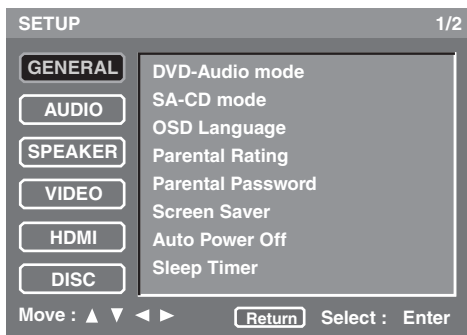 SETUP 1/2
GENERAL
AUDIO
SPEAKER
VIDEO
HDMI
DISC
DVD-Audio mode
SA-CD mode
OSD Language
Parental Rating
Parental Password
Screen Saver
Auto Power Off
Sleep Timer
Move : ▲ ▼ ◄ ► Return Select : Enter